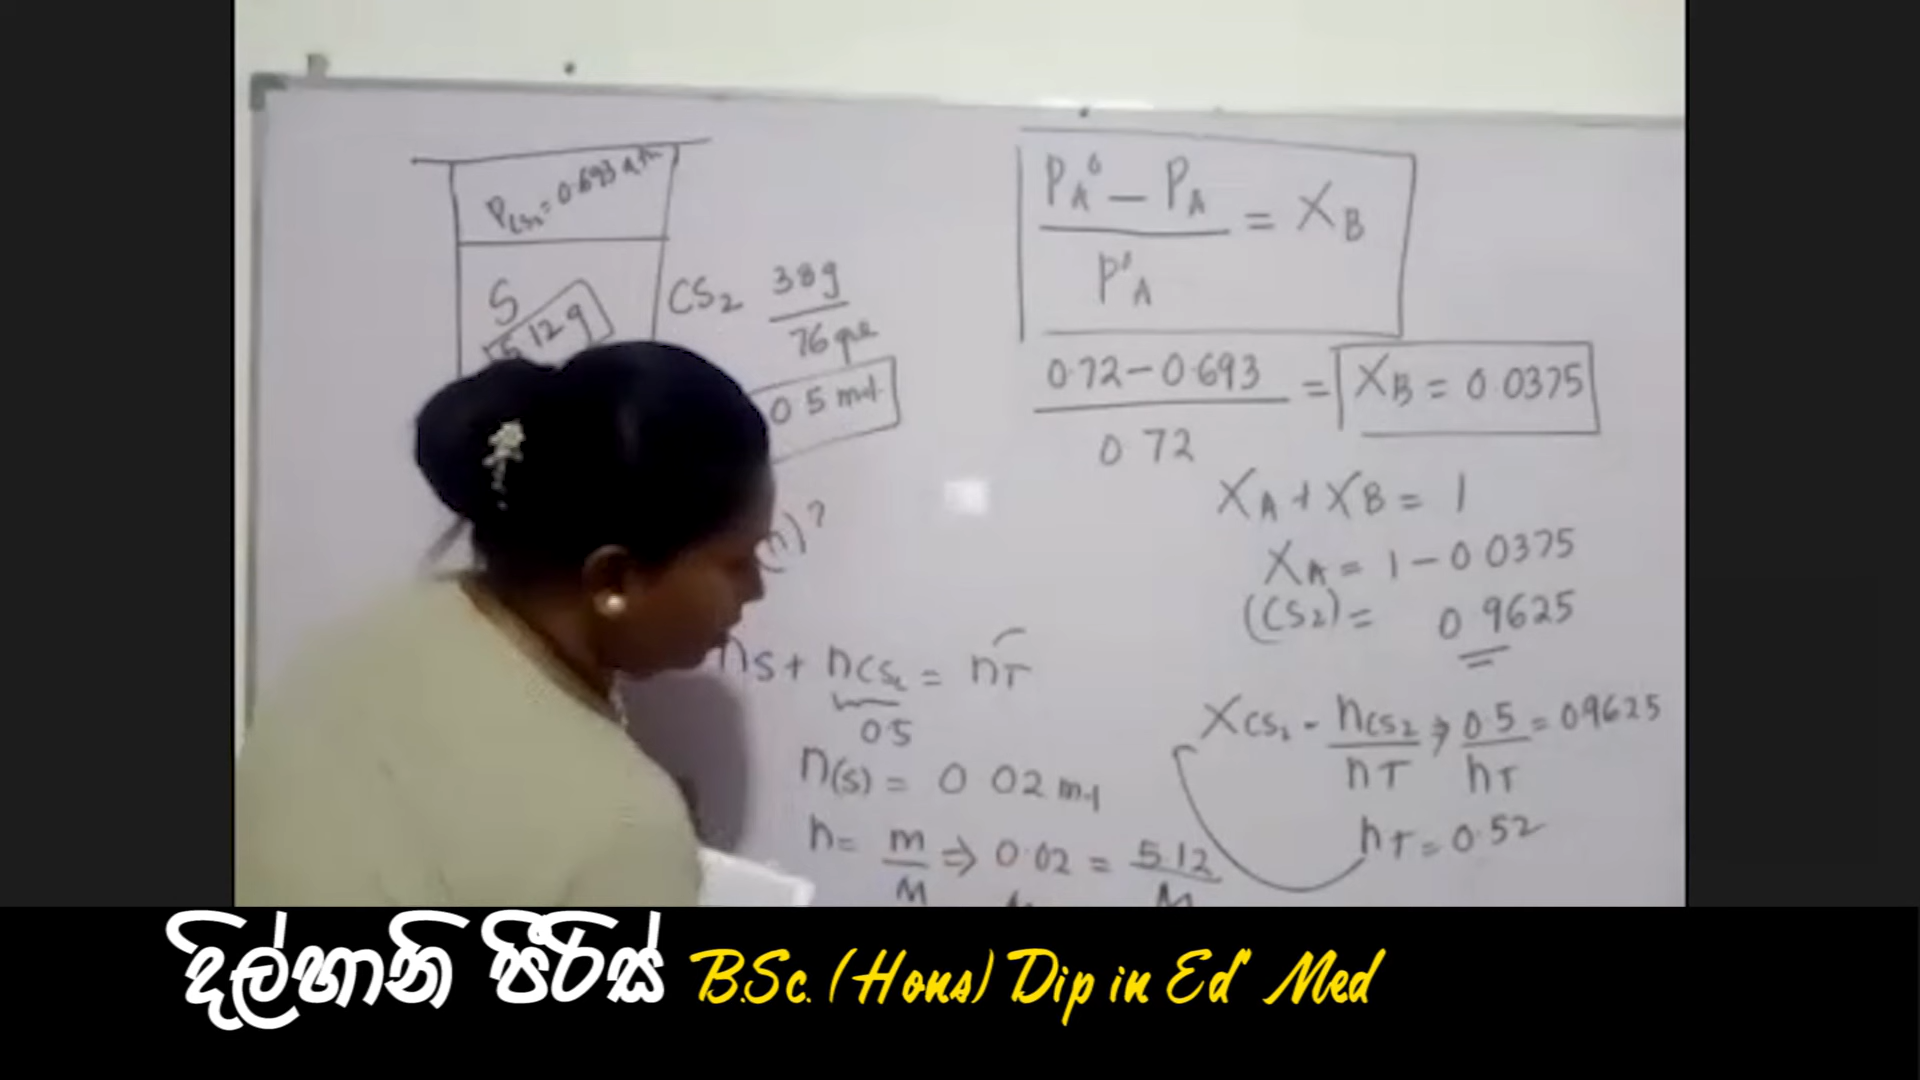 P CS₂ = 0.693 atm
S
5.12g
CS₂ 38g
76 gm
0.5 mol
(n)?
nS + nCS₂ = nT
0.5
n(s) = 0.02 mol
n = m ⇒ 0.02 = 5.12
M M
P°A – PA = XB
P°A
0.72 – 0.693 = XB = 0.0375
0.72
XA + XB = 1
XA = 1 – 0.0375
(CS₂) = 0.9625
XCS₂ - nCS₂ ⇒ 0.5 = 0.9625
nT nT
nT = 0.52
දිල්හානි පීරිස් B.Sc. (Hons) Dip in Ed Med